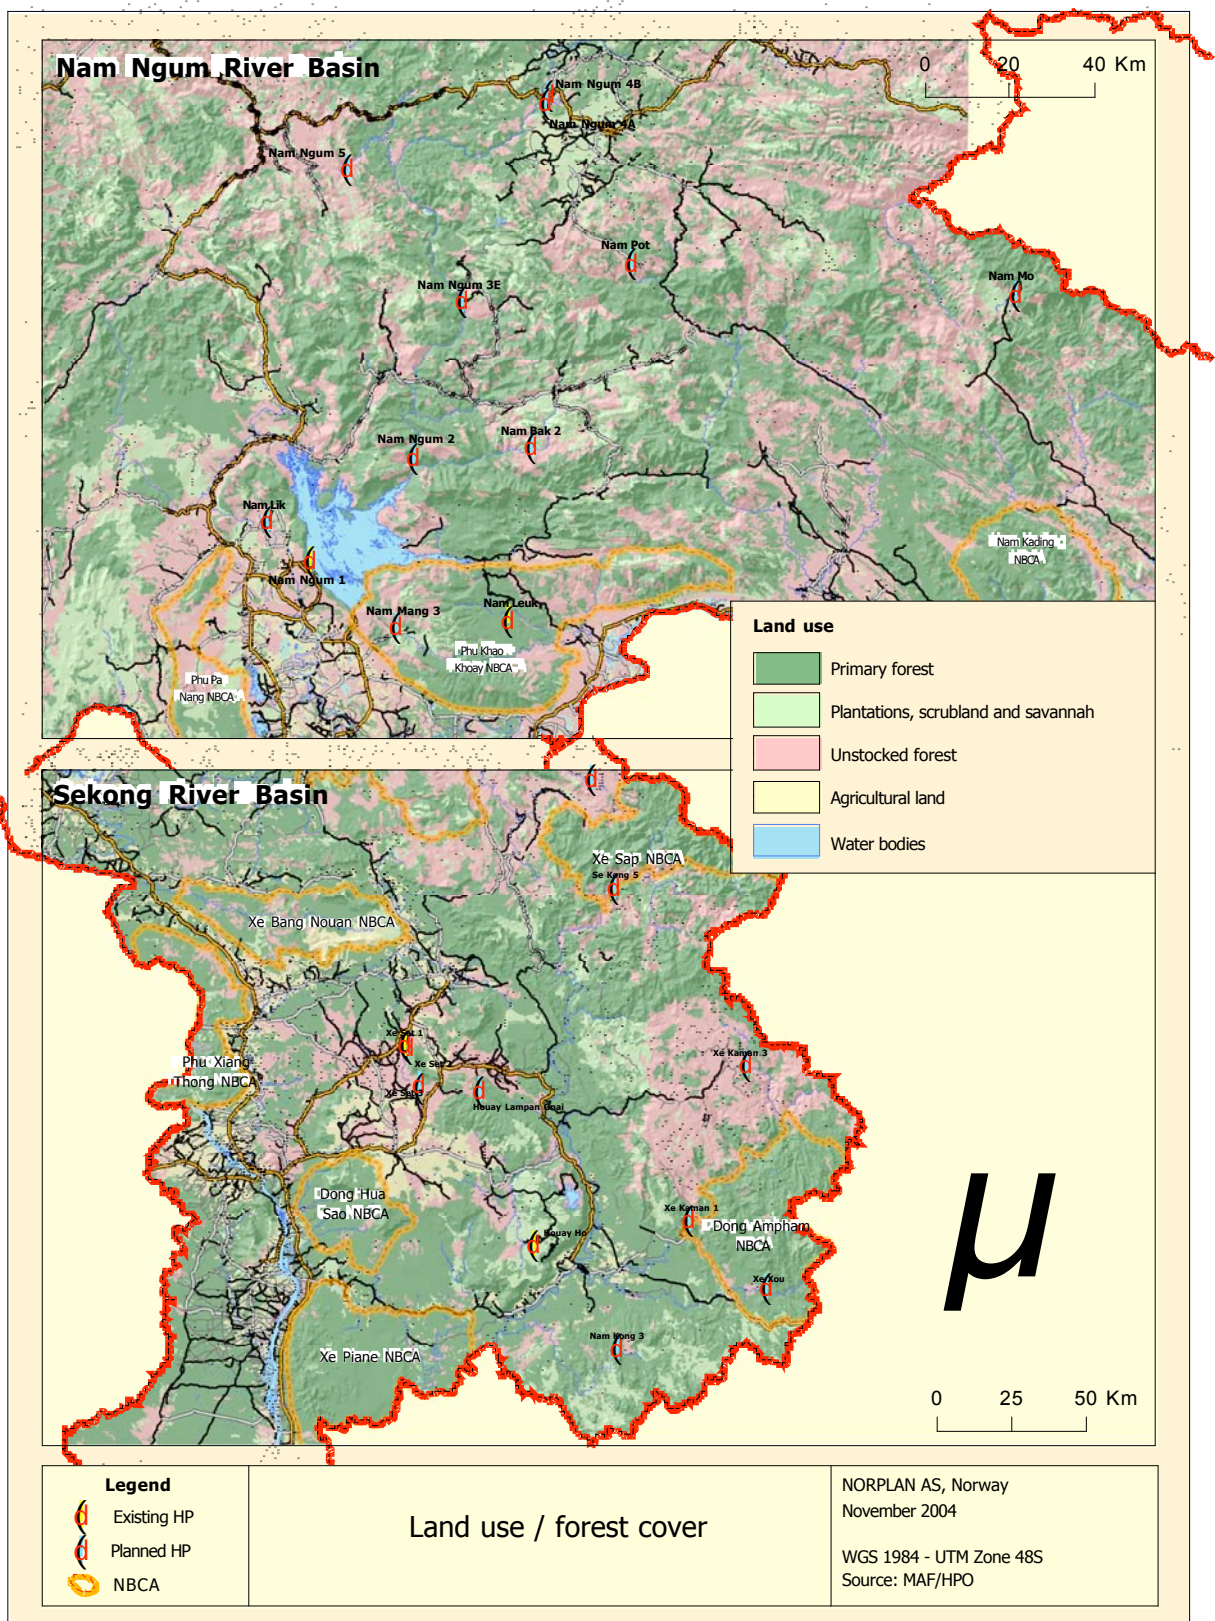 Nam Ngum River Basin
0 20 40 Km
Nam Ngum 4B
Nam Ngum 4A
Nam Ngum 5
Nam Pot
Nam Mo
Nam Ngum 3E
Nam Ngum 2
Nam Bak 2
Nam Lik
Nam Kading
NBCA
Nam Ngum 1
Nam Mang 3
Nam Leuk
Phu Khao
Khoay NBCA
Phu Pa
Nang NBCA
Land use
Primary forest
Plantations, scrubland and savannah
Unstocked forest
Agricultural land
Water bodies
Sekong River Basin
Xe Sap NBCA
Se Kong 5
Xe Bang Nouan NBCA
Xe Set 1
Phu Xiang
Thong NBCA
Xe Set
Xe Set 3
Xe Kaman 3
Houay Lampan Gnai
Dong Hua
Sao NBCA
Xe Kaman 1
Dong Ampham
NBCA
Houay Ho
Xe Xou
Nam Kong 3
Xe Piane NBCA
µ
0 25 50 Km
Legend
d Existing HP
d Planned HP
NBCA
Land use / forest cover
NORPLAN AS, Norway
November 2004
WGS 1984 - UTM Zone 48S
Source: MAF/HPO